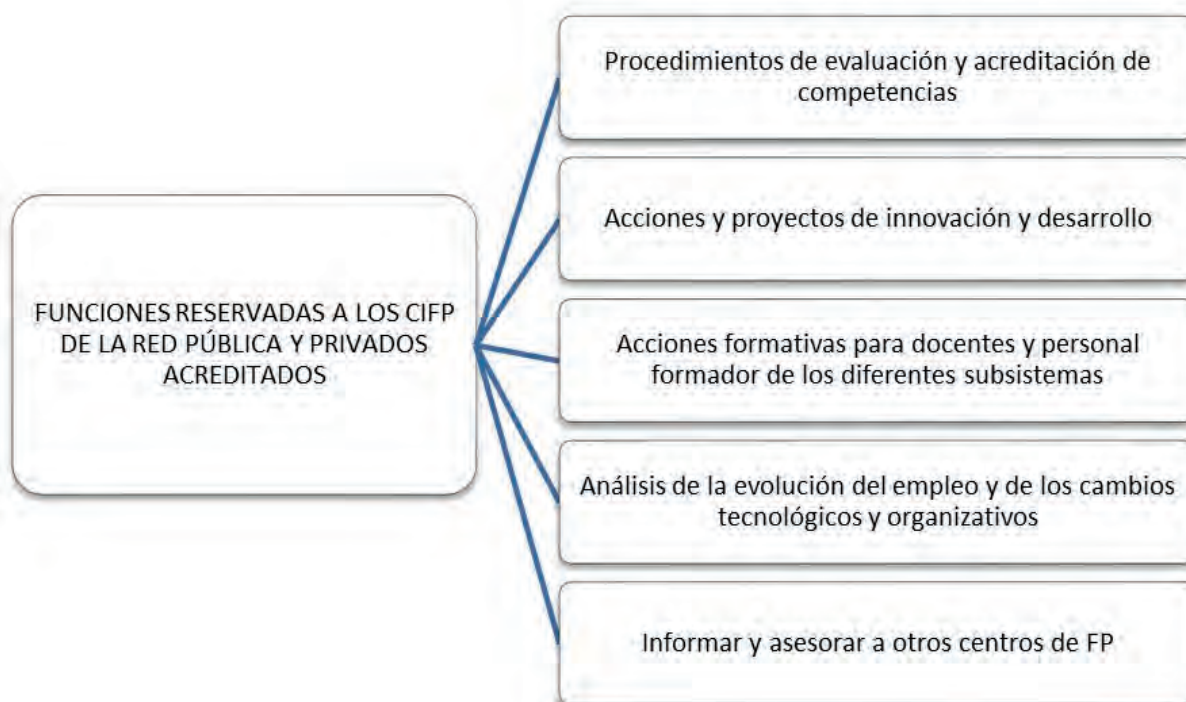 FUNCIONES RESERVADAS A LOS CIFP
DE LA RED PÚBLICA Y PRIVADOS
ACREDITADOS
Procedimientos de evaluación y acreditación de
competencias
Acciones y proyectos de innovación y desarrollo
Acciones formativas para docentes y personal
formador de los diferentes subsistemas
Análisis de la evolución del empleo y de los cambios
tecnológicos y organizativos
Informar y asesorar a otros centros de FP